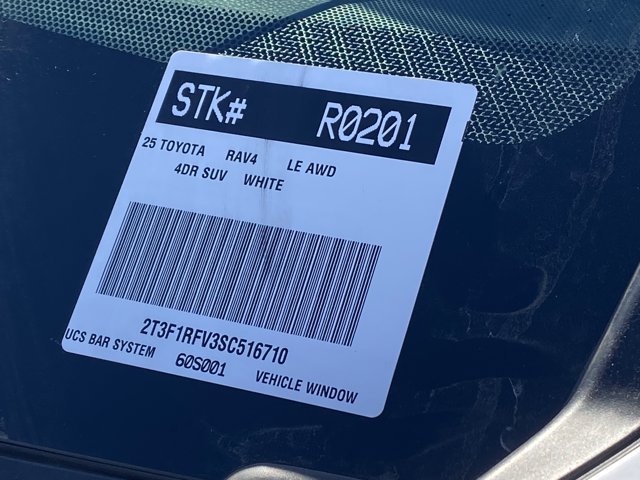 STK# R0201
25 TOYOTA RAV4 LE AWD
4DR SUV WHITE
2T3F1RFV3SC516710
UCS BAR SYSTEM 60S001 VEHICLE WINDOW